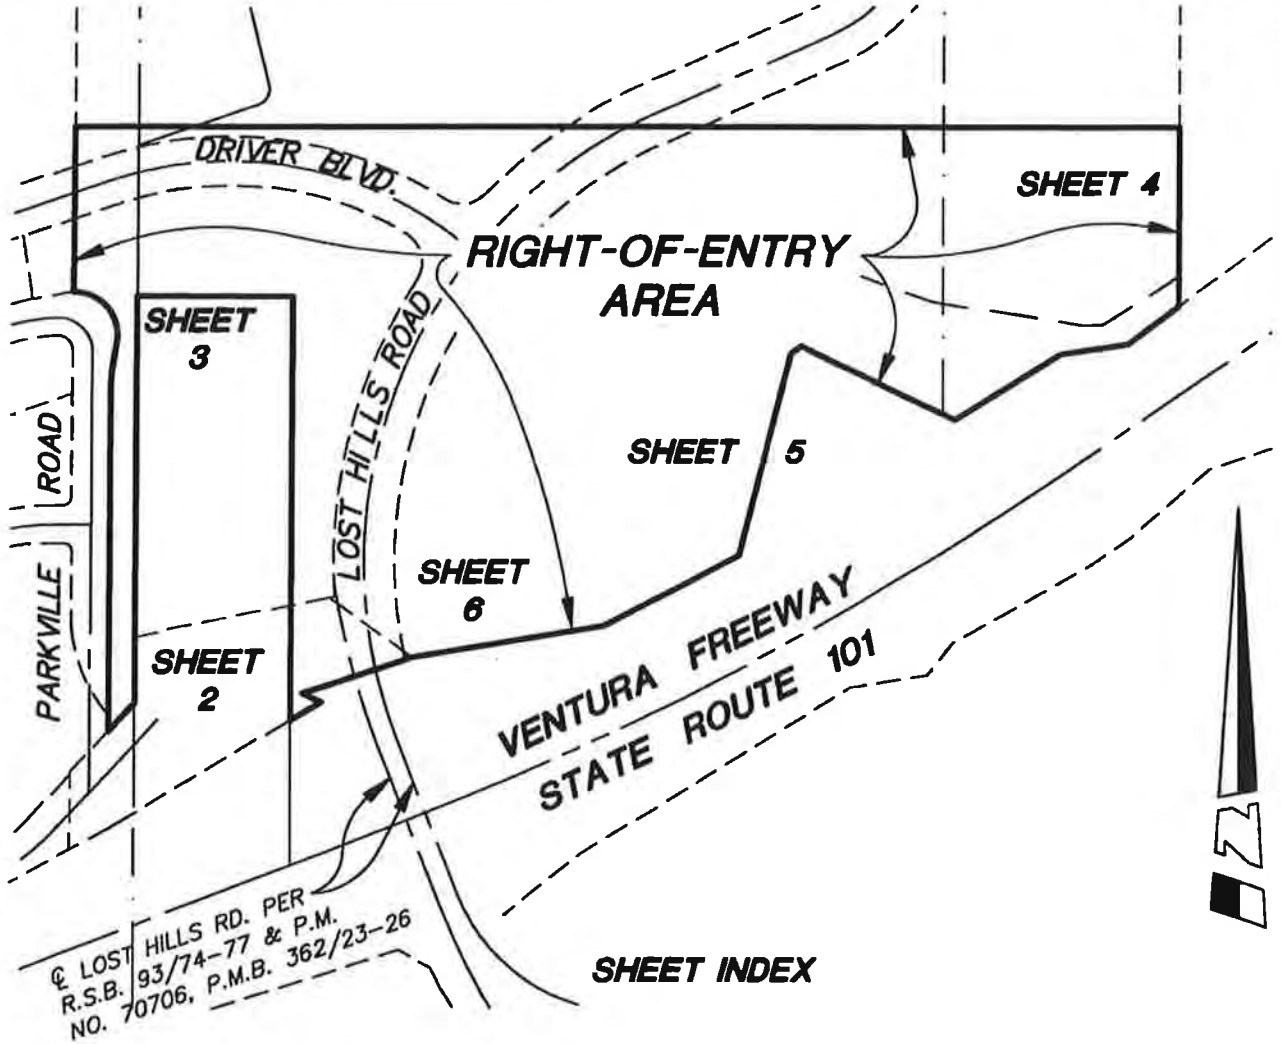 DRIVER BLVD.
SHEET 4
RIGHT-OF-ENTRY
AREA
SHEET
3
LOST HILLS ROAD
ROAD
SHEET 5
SHEET
6
PARKVILLE
SHEET
2
VENTURA FREEWAY
STATE ROUTE 101
N
℄ LOST HILLS RD. PER
R.S.B. 93/74-77 & P.M.
NO. 70706, P.M.B. 362/23-26
SHEET INDEX